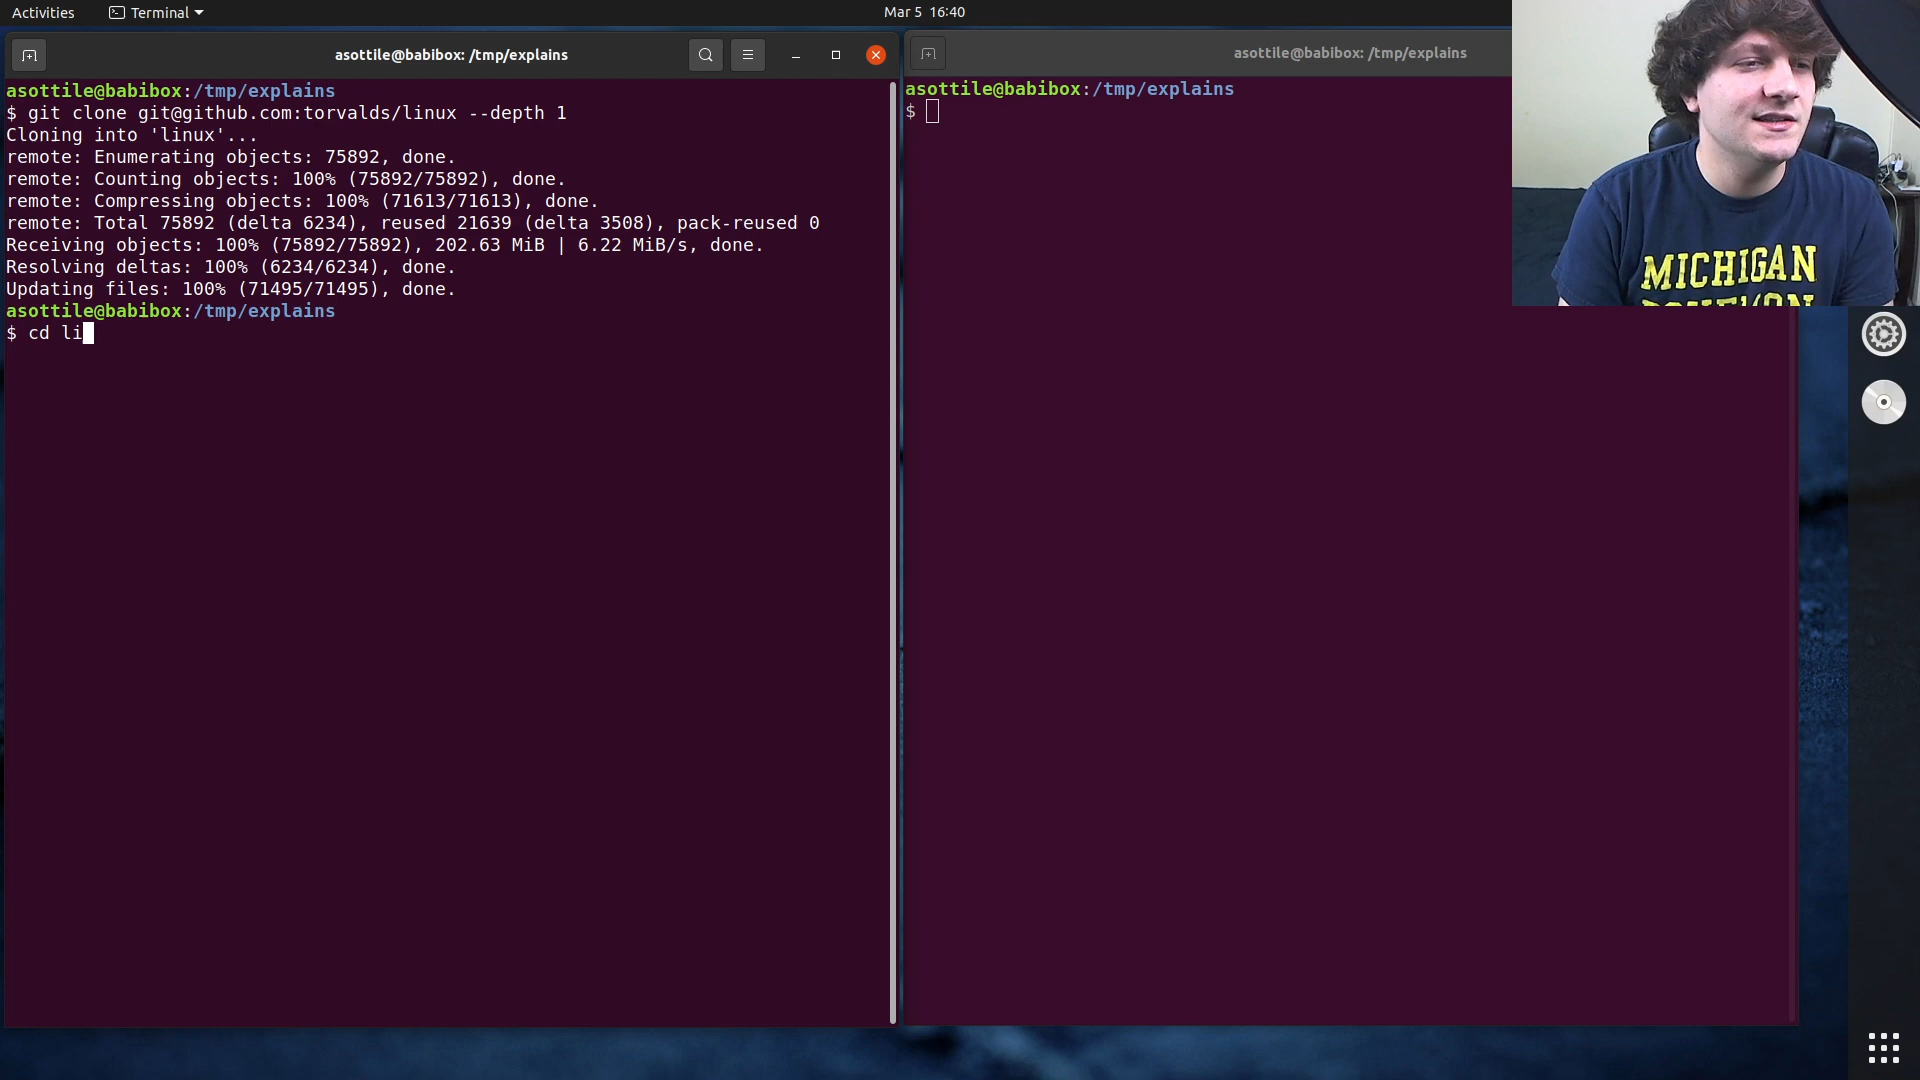 Activities
Terminal
Mar 5 16:40
asottile@babibox: /tmp/explains
asottile@babibox:/tmp/explains
$ git clone git@github.com:torvalds/linux --depth 1
Cloning into 'linux'...
remote: Enumerating objects: 75892, done.
remote: Counting objects: 100% (75892/75892), done.
remote: Compressing objects: 100% (71613/71613), done.
remote: Total 75892 (delta 6234), reused 21639 (delta 3508), pack-reused 0
Receiving objects: 100% (75892/75892), 202.63 MiB | 6.22 MiB/s, done.
Resolving deltas: 100% (6234/6234), done.
Updating files: 100% (71495/71495), done.
asottile@babibox:/tmp/explains
$ cd li
asottile@babibox: /tmp/explains
asottile@babibox:/tmp/explains
$
MICHIGAN